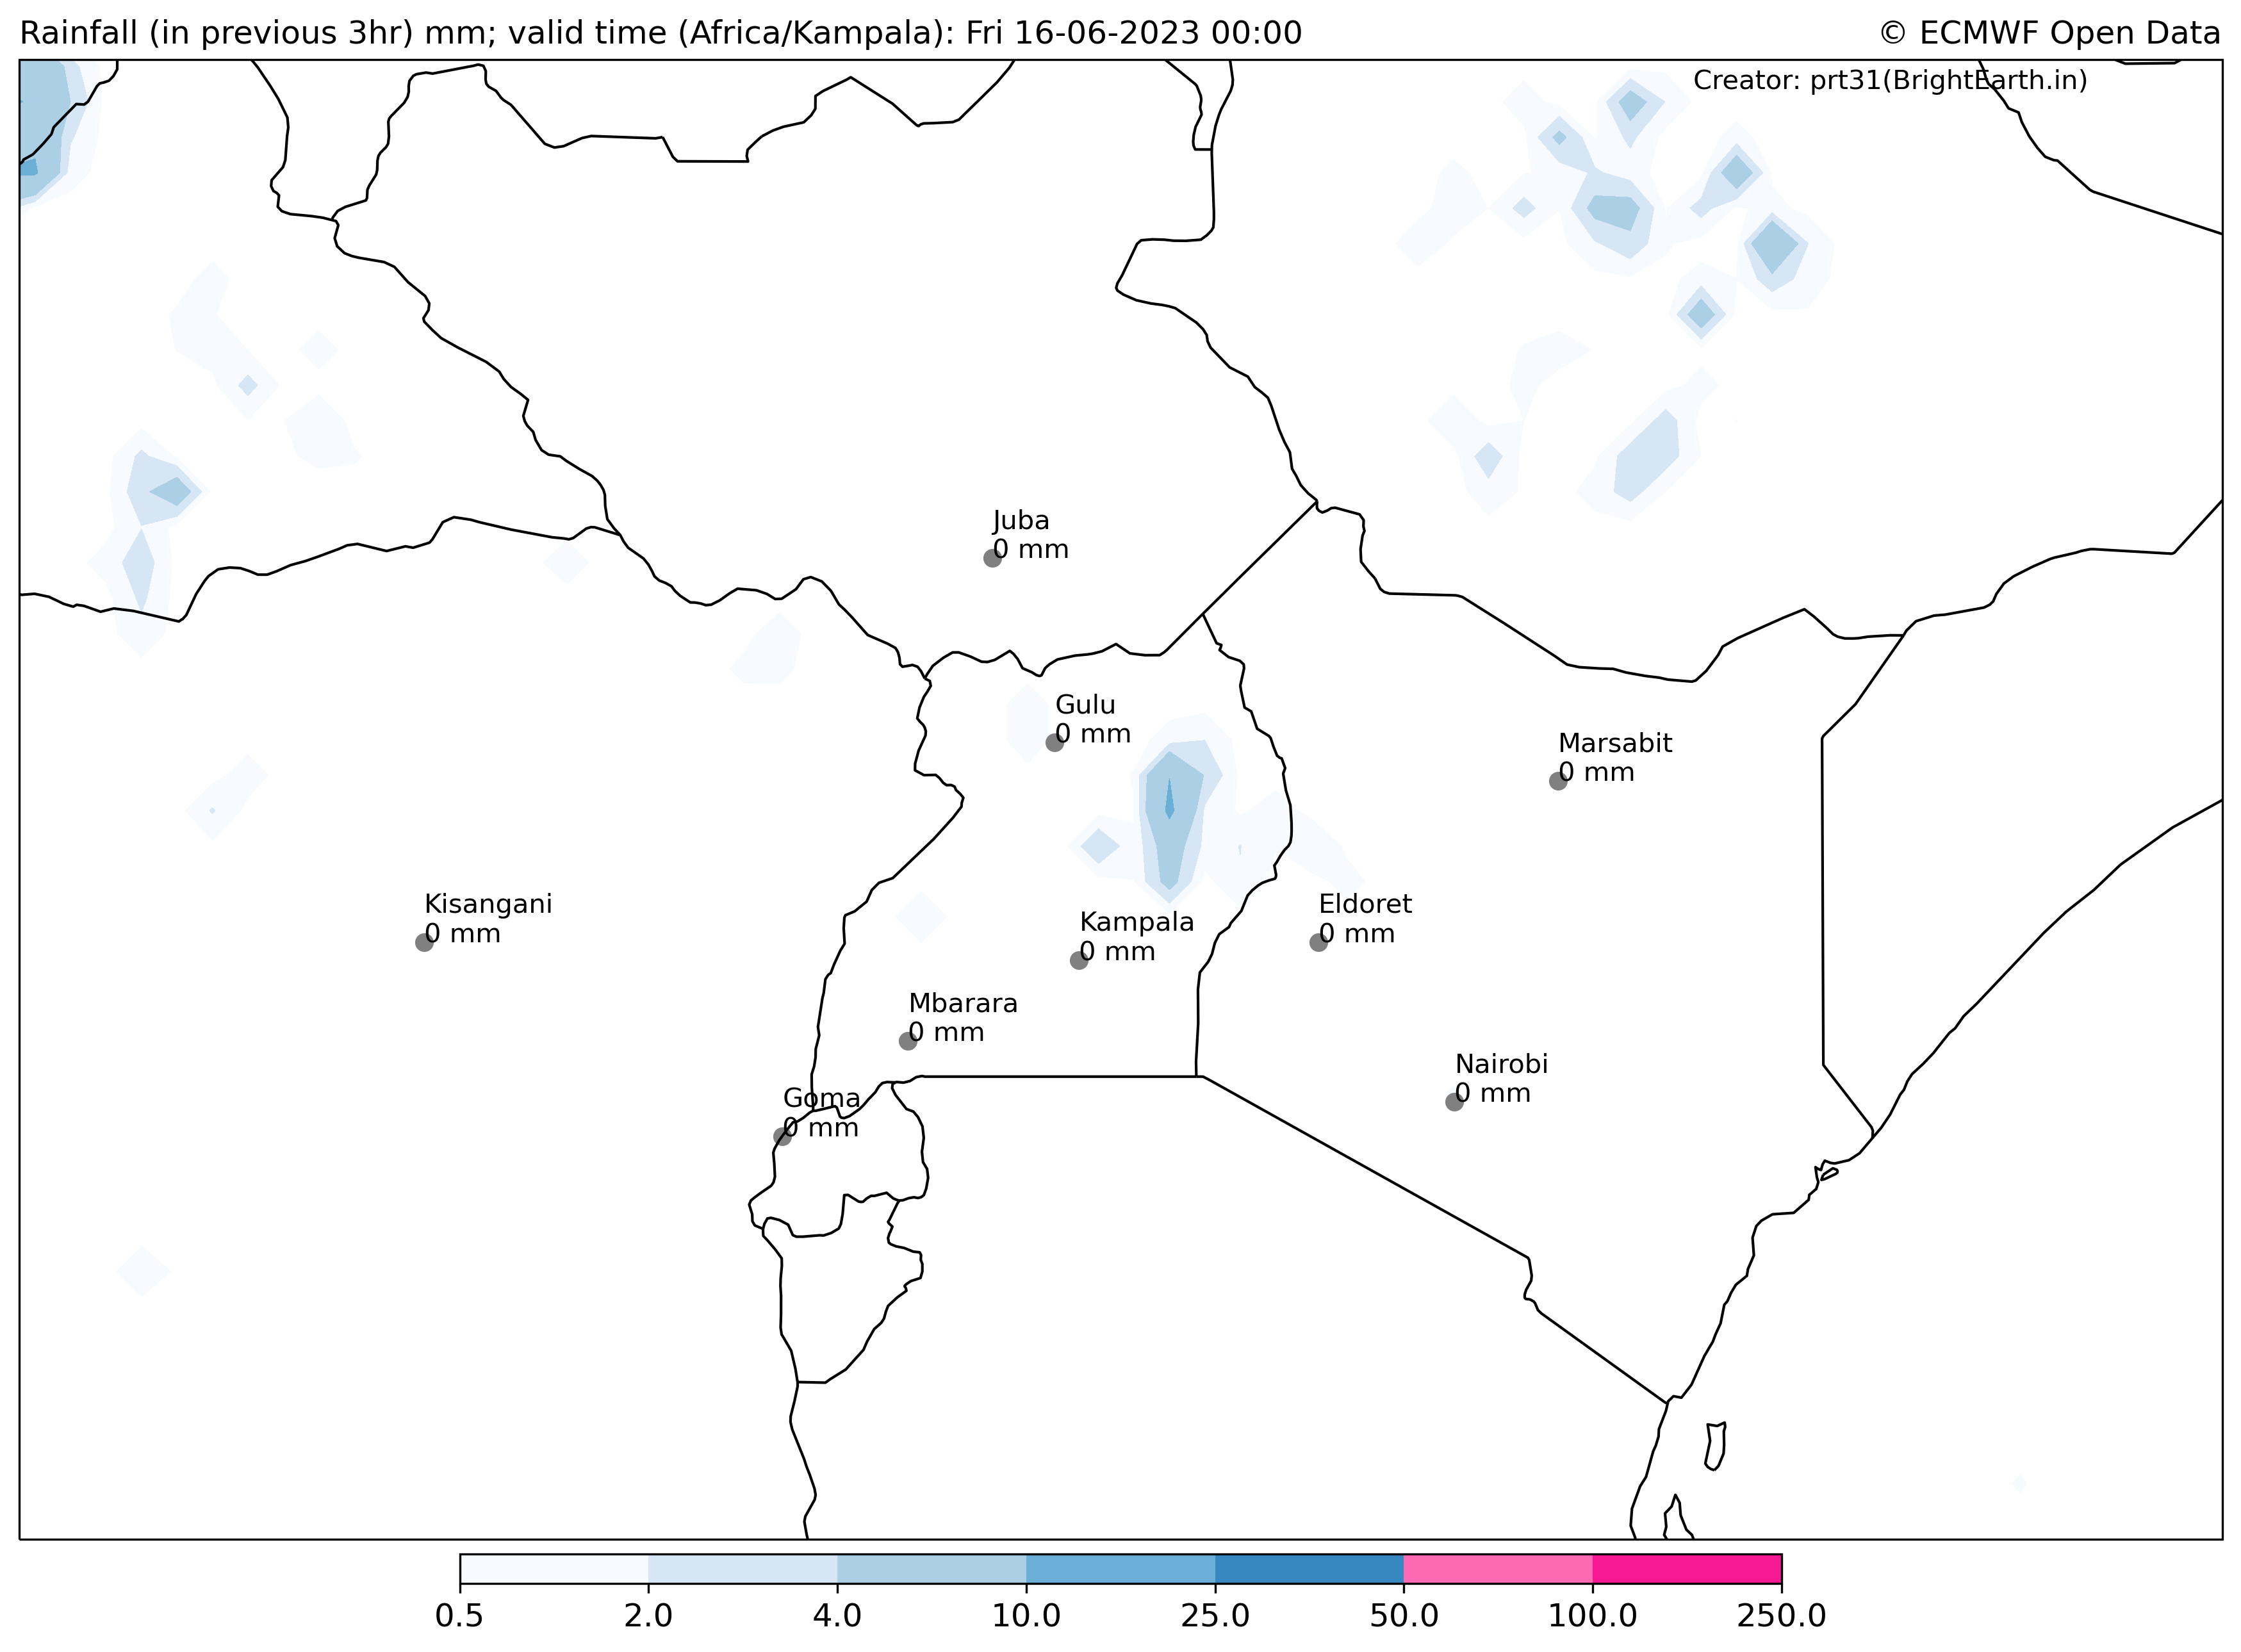 Rainfall (in previous 3hr) mm; valid time (Africa/Kampala): Fri 16-06-2023 00:00
© ECMWF Open Data
Creator: prt31(BrightEarth.in)
Juba
0 mm
Gulu
0 mm
Marsabit
0 mm
Kisangani
0 mm
Kampala
0 mm
Eldoret
0 mm
Mbarara
0 mm
Nairobi
0 mm
Goma
0 mm
0.5 2.0 4.0 10.0 25.0 50.0 100.0 250.0